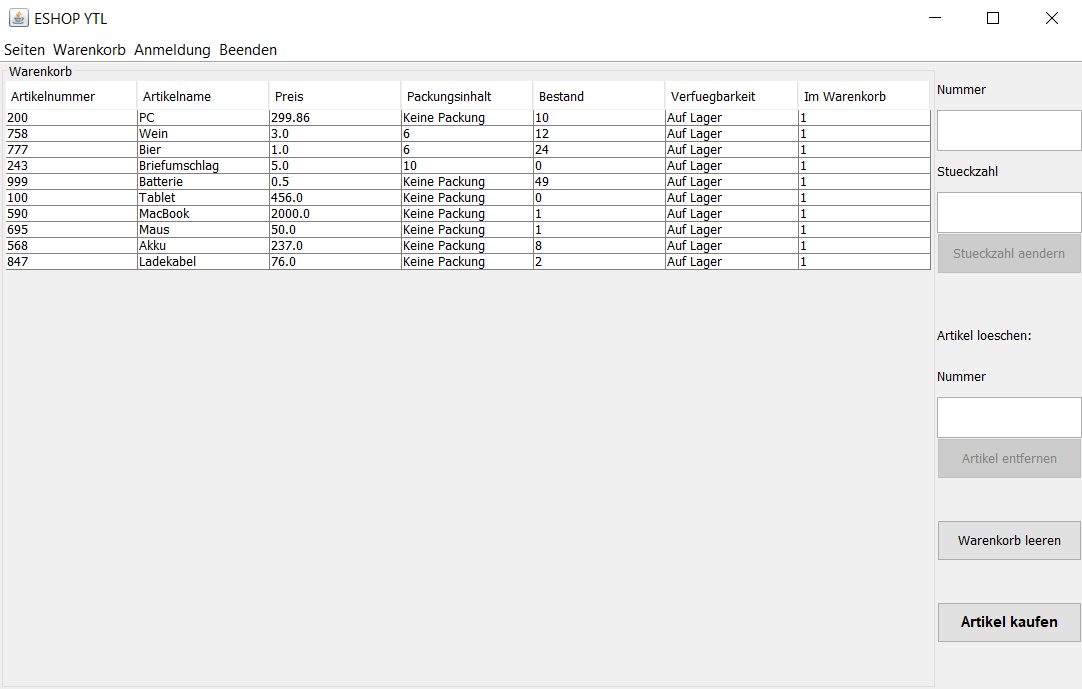 ESHOP YTL
Seiten Warenkorb Anmeldung Beenden
Warenkorb
Artikelnummer Artikelname Preis Packungsinhalt Bestand Verfuegbarkeit Im Warenkorb
200 PC 299.86 Keine Packung 10 Auf Lager 1
758 Wein 3.0 6 12 Auf Lager 1
777 Bier 1.0 6 24 Auf Lager 1
243 Briefumschlag 5.0 10 0 Auf Lager 1
999 Batterie 0.5 Keine Packung 49 Auf Lager 1
100 Tablet 456.0 Keine Packung 0 Auf Lager 1
590 MacBook 2000.0 Keine Packung 1 Auf Lager 1
695 Maus 50.0 Keine Packung 1 Auf Lager 1
568 Akku 237.0 Keine Packung 8 Auf Lager 1
847 Ladekabel 76.0 Keine Packung 2 Auf Lager 1
Nummer
Stueckzahl
Stueckzahl aendern
Artikel loeschen:
Nummer
Artikel entfernen
Warenkorb leeren
Artikel kaufen